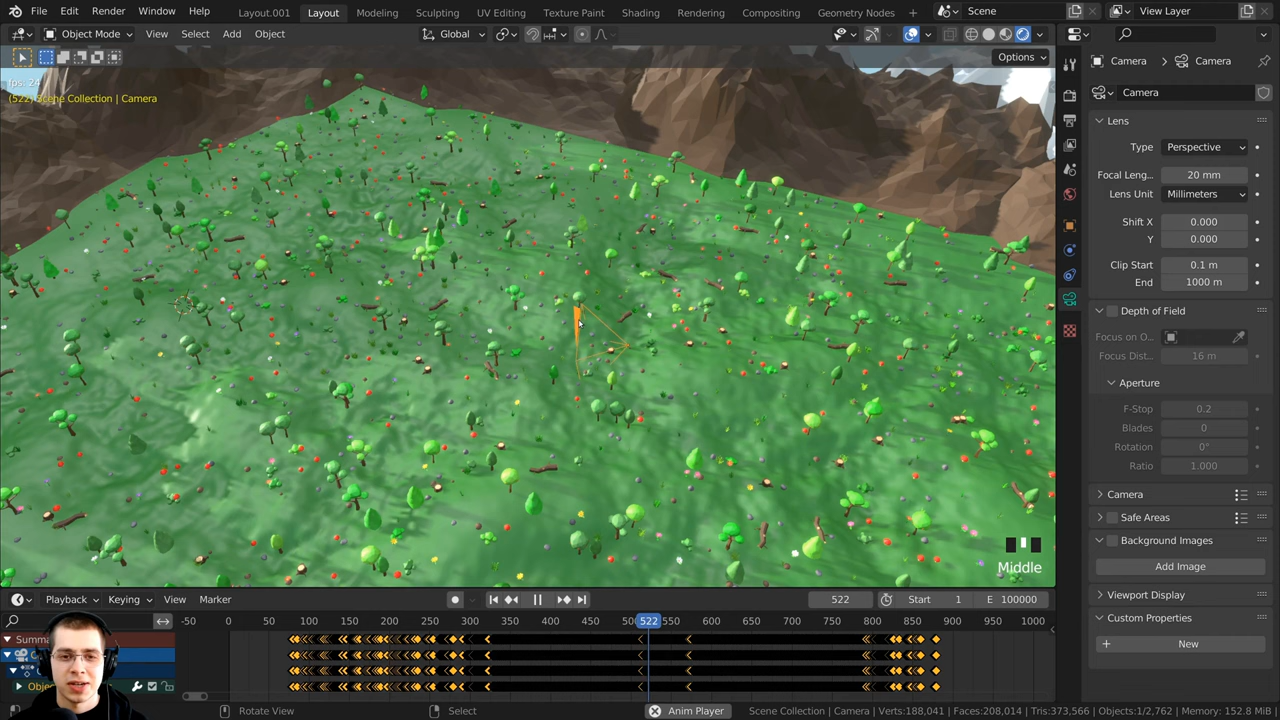 File Edit Render Window Help Layout.001 Layout Modeling Sculpting UV Editing Texture Paint Shading Rendering Compositing Geometry Nodes + Scene View Layer
Object Mode View Select Add Object Global
Options
fps: 24
(522) Scene Collection | Camera
Camera > Camera
Camera
Lens
Type Perspective
Focal Leng... 20 mm
Lens Unit Millimeters
Shift X 0.000
Y 0.000
Clip Start 0.1 m
End 1000 m
Depth of Field
Focus on O...
Focus Dist... 16 m
Aperture
F-Stop 0.2
Blades 0
Rotation 0°
Ratio 1.000
Camera
Safe Areas
Background Images
Add Image
Viewport Display
Custom Properties
+ New
Middle
Playback Keying View Marker 522 Start 1 E 100000
-50 0 50 100 150 200 250 300 350 400 450 522 600 650 700 750 800 850 900 950 1000
Summa
Obje
Rotate View Select Anim Player Scene Collection | Camera | Verts:188,041 | Faces:208,014 | Tris:373,566 | Objects:1/2,762 | Memory: 152.8 MiB |